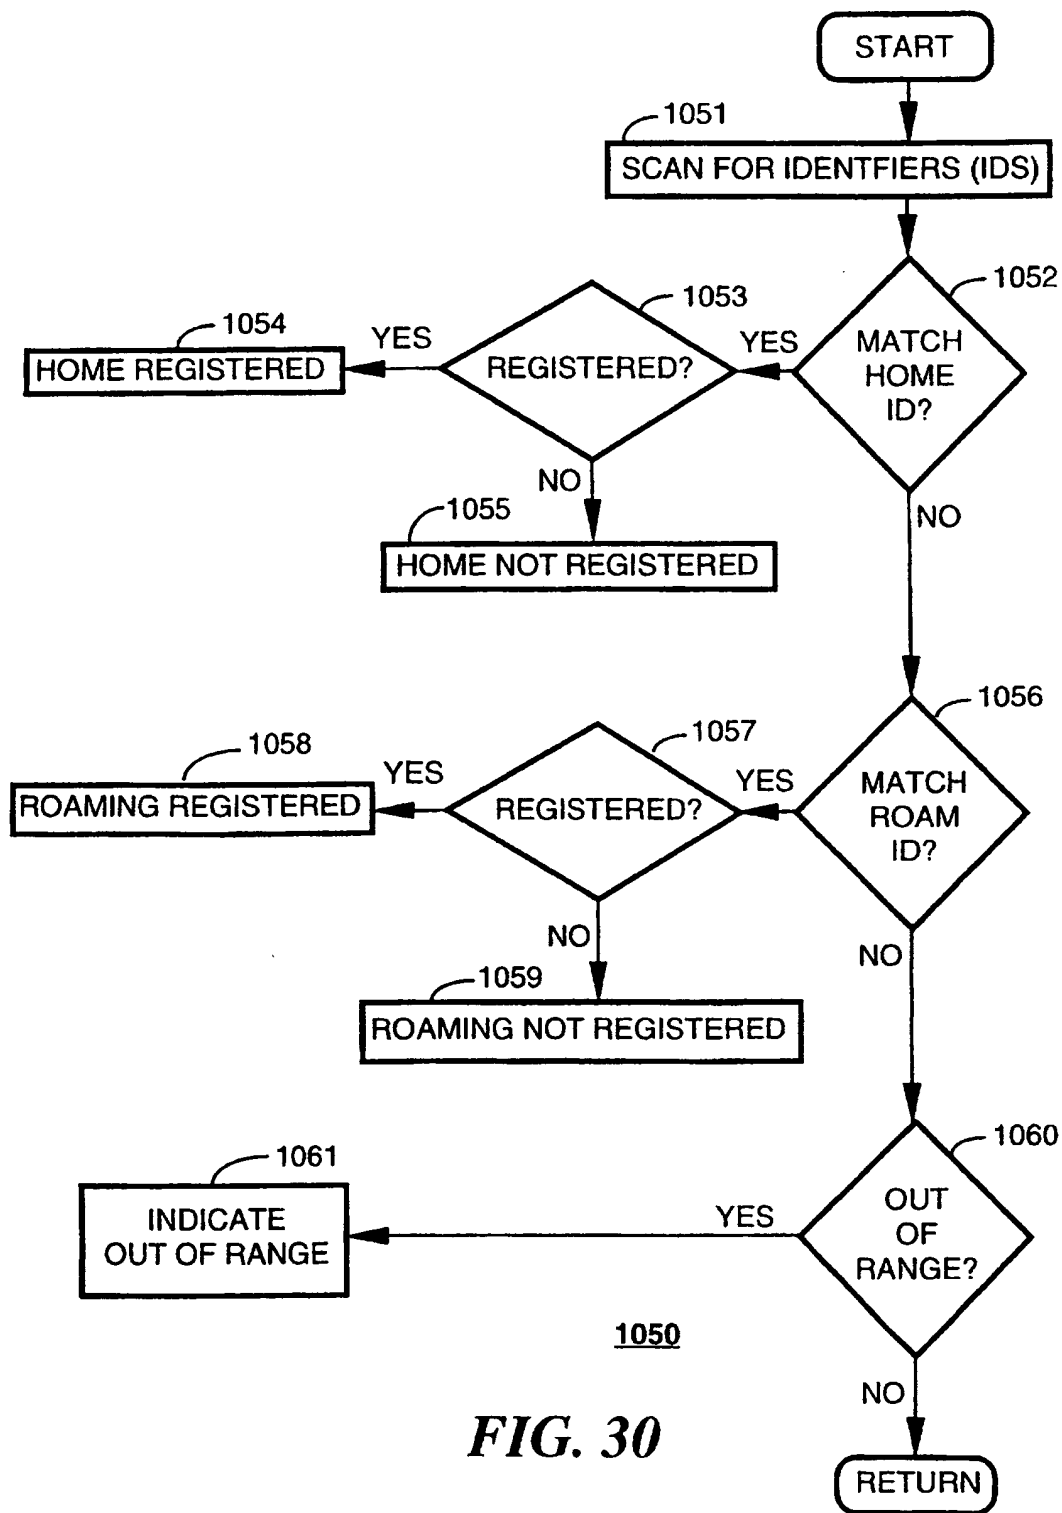 START
1051
SCAN FOR IDENTFIERS (IDS)
1052
MATCH
HOME
ID?
YES
1053
REGISTERED?
YES
1054
HOME REGISTERED
NO
1055
HOME NOT REGISTERED
NO
1056
MATCH
ROAM
ID?
YES
1057
REGISTERED?
YES
1058
ROAMING REGISTERED
NO
1059
ROAMING NOT REGISTERED
NO
1060
OUT
OF
RANGE?
YES
1061
INDICATE
OUT OF RANGE
1050
NO
RETURN
FIG. 30